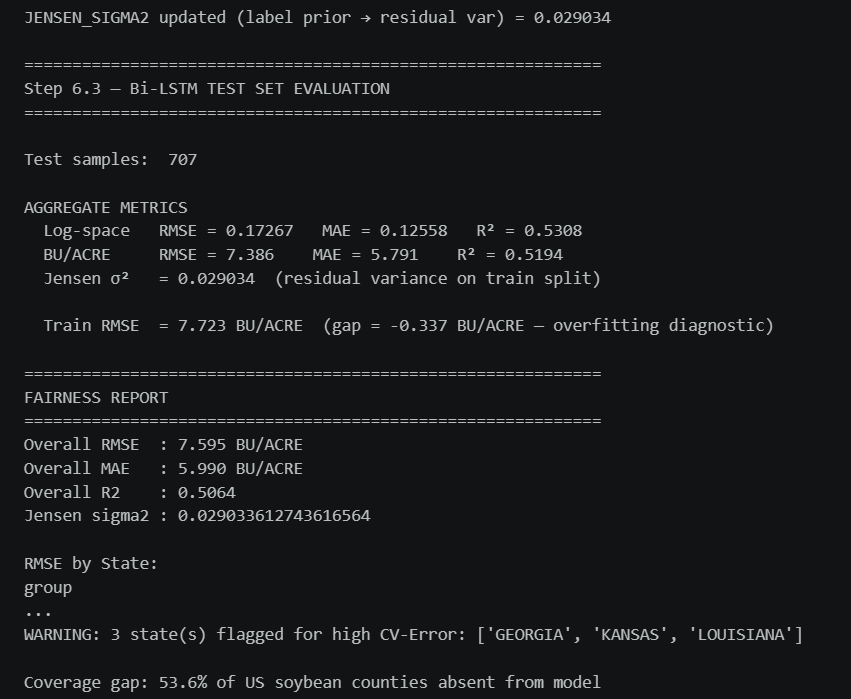 JENSEN_SIGMA2 updated (label prior → residual var) = 0.029034
============================================================
Step 6.3 — Bi-LSTM TEST SET EVALUATION
============================================================
Test samples:  707
AGGREGATE METRICS
  Log-space   RMSE = 0.17267   MAE = 0.12558   R² = 0.5308
  BU/ACRE     RMSE = 7.386    MAE = 5.791    R² = 0.5194
  Jensen σ²   = 0.029034  (residual variance on train split)
  Train RMSE  = 7.723 BU/ACRE  (gap = -0.337 BU/ACRE — overfitting diagnostic)
============================================================
FAIRNESS REPORT
============================================================
Overall RMSE  : 7.595 BU/ACRE
Overall MAE   : 5.990 BU/ACRE
Overall R2    : 0.5064
Jensen sigma2 : 0.029033612743616564
RMSE by State:
group
...
WARNING: 3 state(s) flagged for high CV-Error: ['GEORGIA', 'KANSAS', 'LOUISIANA']
Coverage gap: 53.6% of US soybean counties absent from model